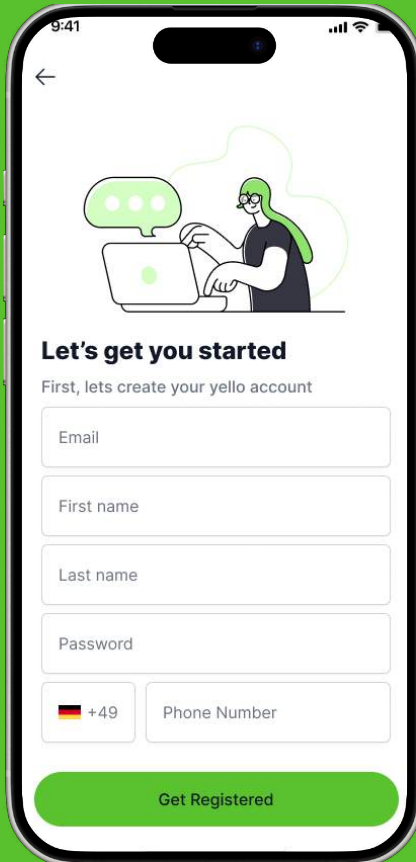 9:41
Let’s get you started
First, lets create your yello account
Email
First name
Last name
Password
+49
Phone Number
Get Registered